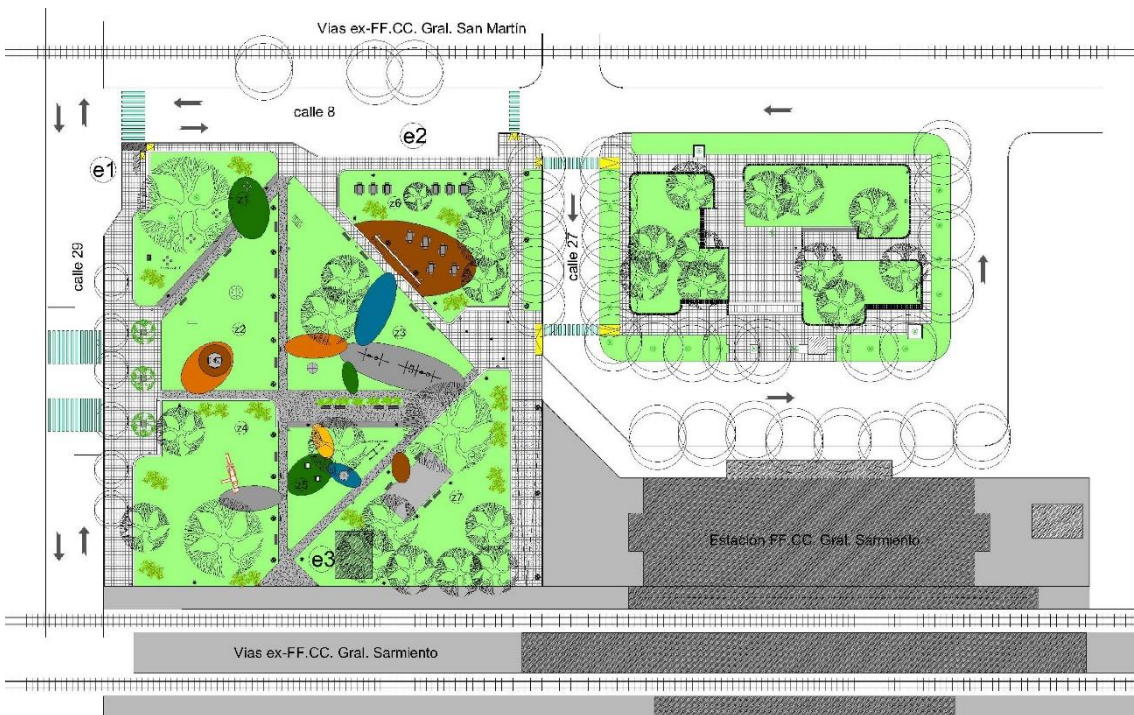 Vias ex-FF.CC. Gral. San Martín
calle 8
e2
e1
z1
z6
calle 29
calle 27
z2
z3
z4
z5
z7
e3
Estación FF.CC. Gral. Sarmiento
Vías ex-FF.CC. Gral. Sarmiento